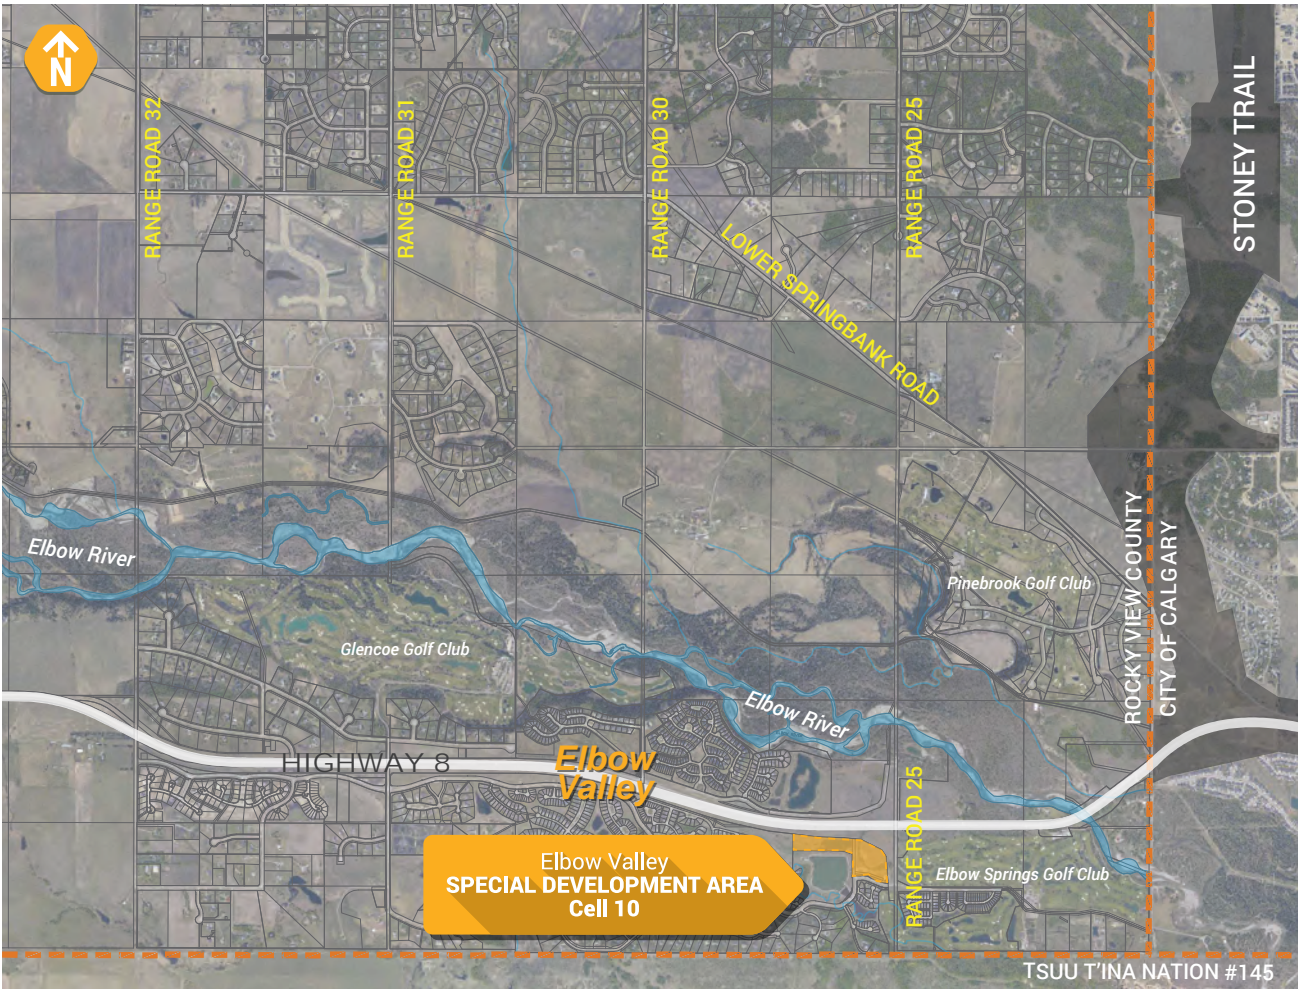 N
RANGE ROAD 32
RANGE ROAD 31
RANGE ROAD 30
RANGE ROAD 25
STONEY TRAIL
LOWER SPRINGBANK ROAD
Elbow River
Glencoe Golf Club
Pinebrook Golf Club
ROCKY VIEW COUNTY
CITY OF CALGARY
Elbow River
HIGHWAY 8
Elbow
Valley
RANGE ROAD 25
Elbow Valley
SPECIAL DEVELOPMENT AREA
Cell 10
Elbow Springs Golf Club
TSUU T'INA NATION #145